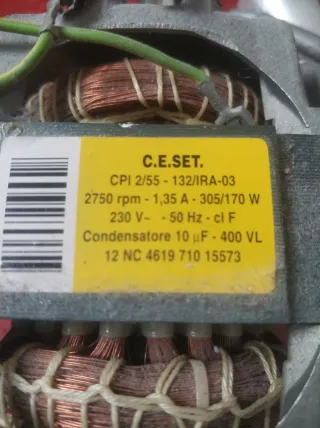 C.E.SET.
CPI 2/55 - 132/IRA-03
2750 rpm - 1,35 A - 305/170 W
230 V~ - 50 Hz - cl F
Condensatore 10 µF - 400 VL
12 NC 4619 710 15573